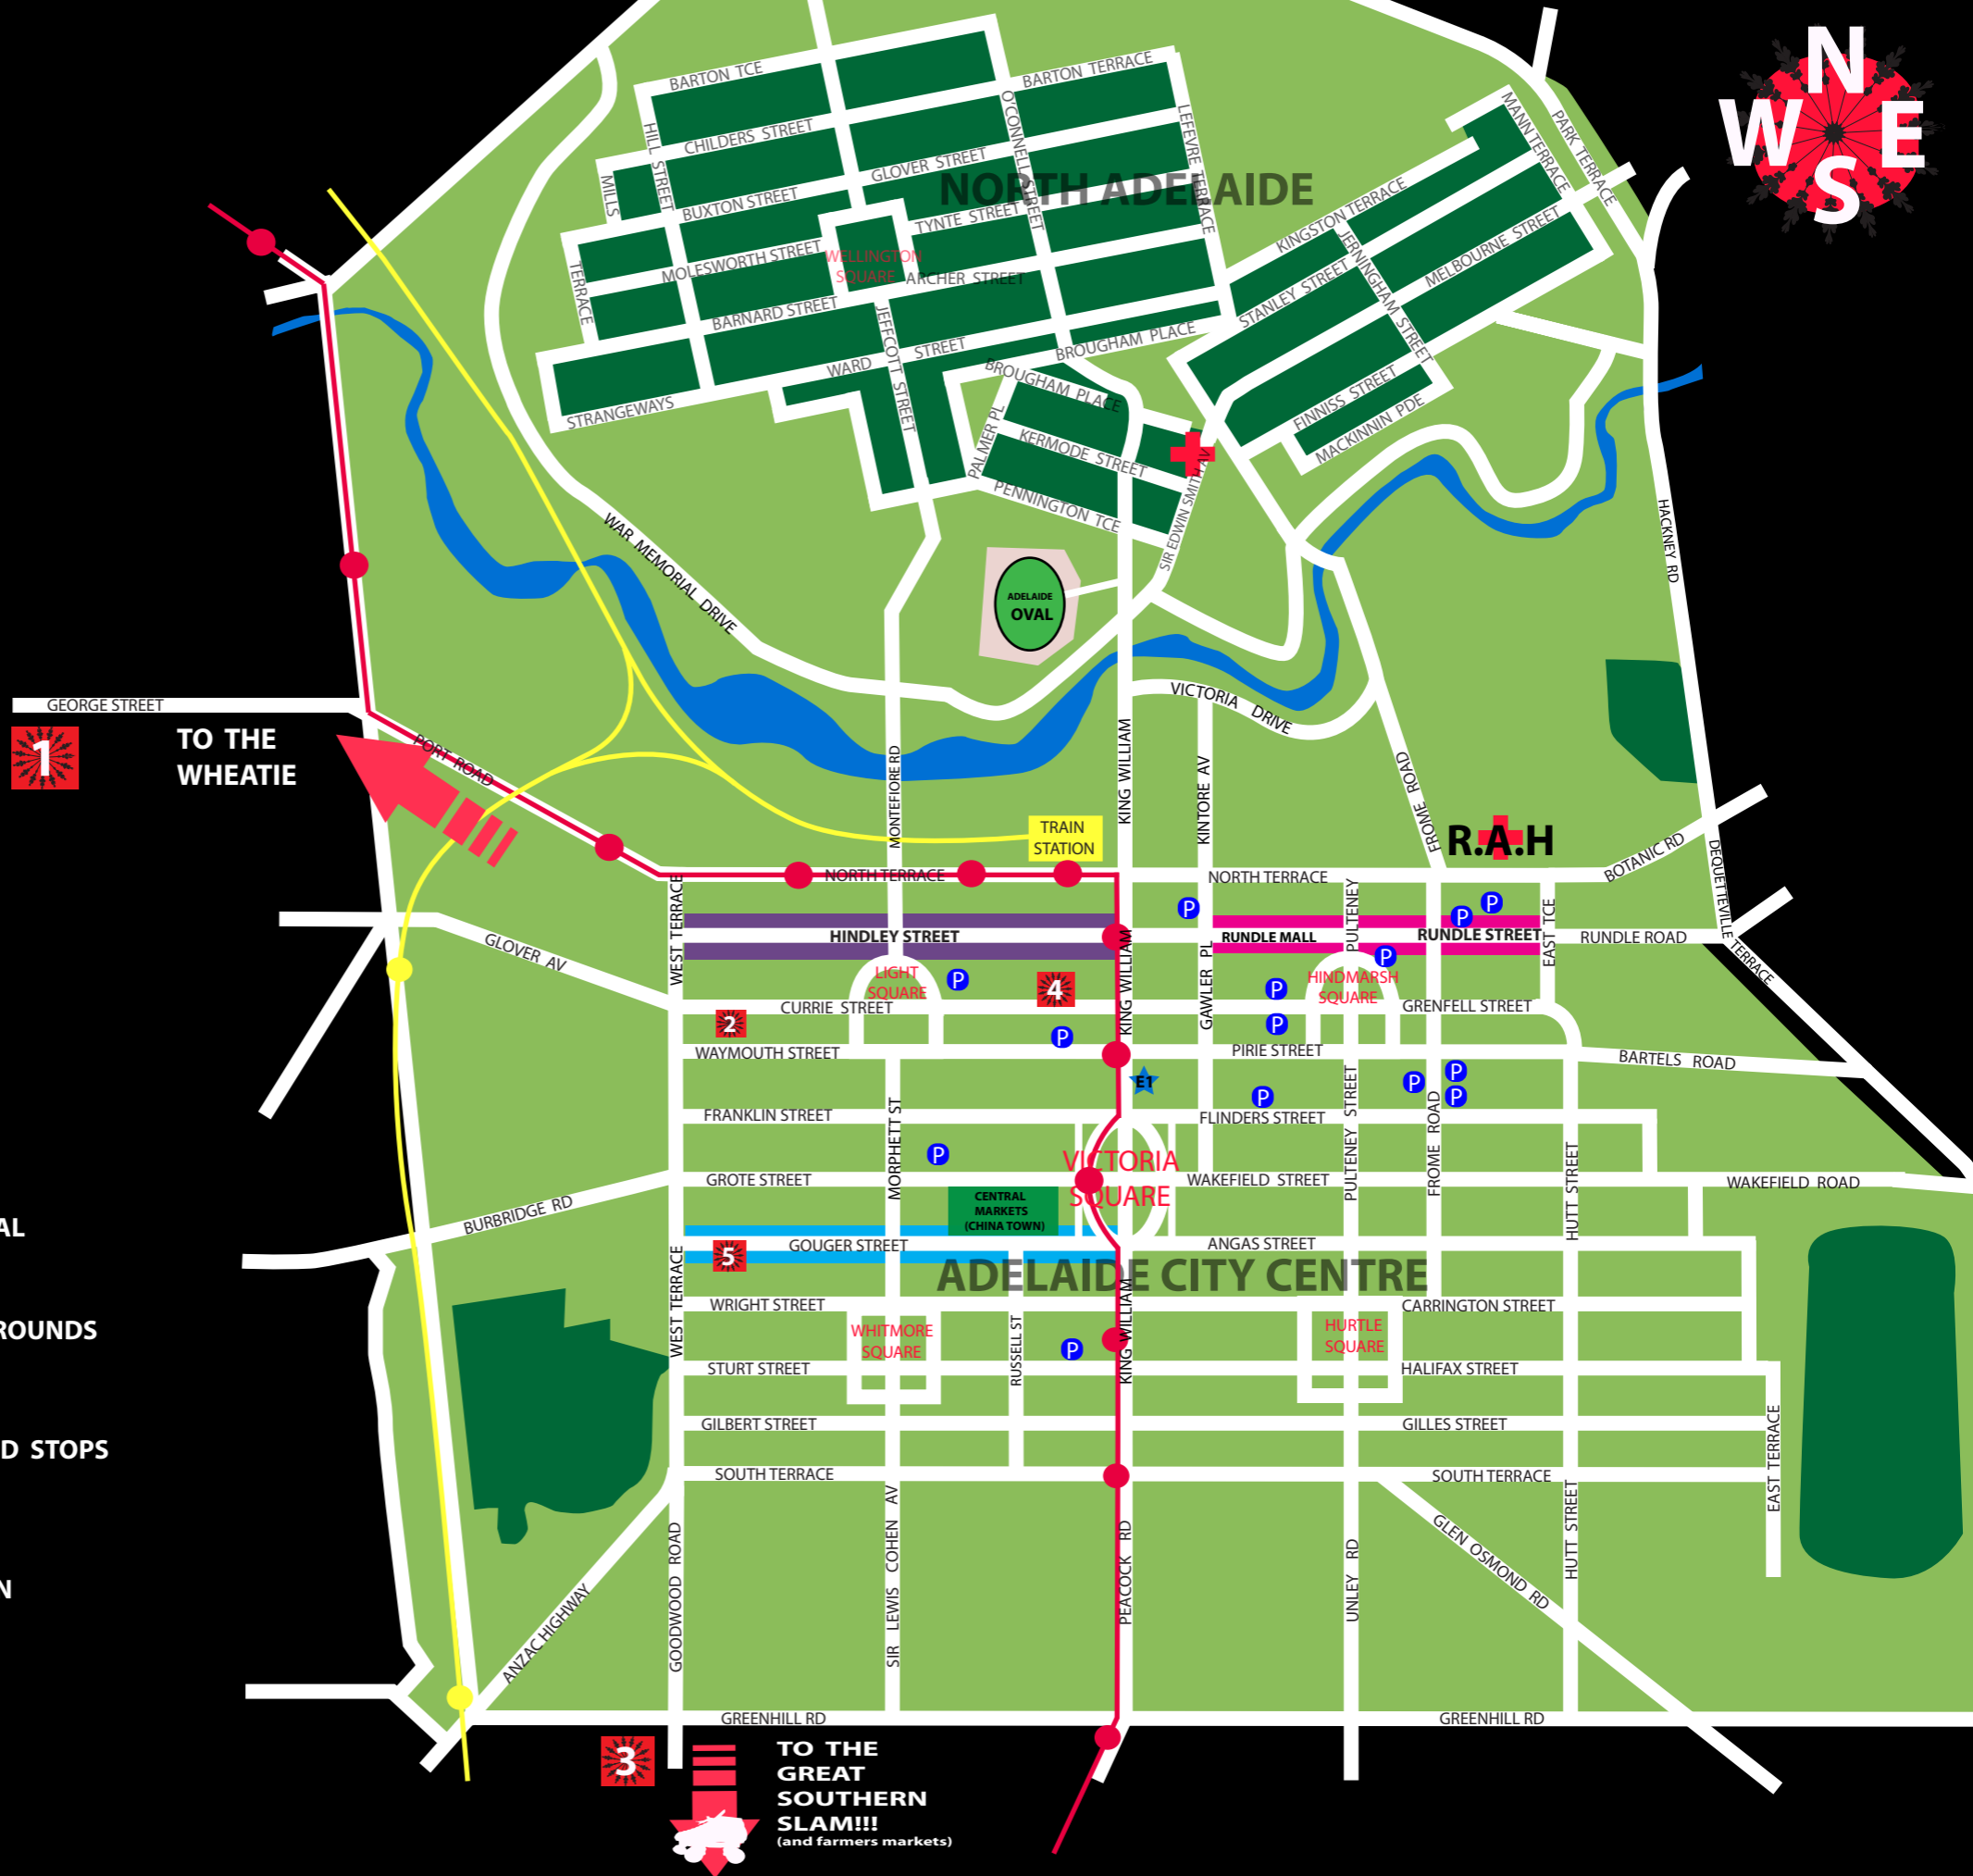 N
W E
S
BARTON TCE
BARTON TERRACE
CHILDERS STREET
HILL STREET
MILLS
TERRACE
GLOVER STREET
O'CONNELL STREET
LEFEVRE TERRACE
NORTH ADELAIDE
BUXTON STREET
TYNTE STREET
MOLESWORTH STREET
WELLINGTON
SQUARE
ARCHER STREET
BARNARD STREET
JEFFCOTT STREET
WARD STREET
STRANGEWAYS
BROUGHAM PLACE
BROUGHAM PLACE
PALMER PL
KERMODE STREET
PENNINGTON TCE
SIR EDWIN SMITH AV
KINGSTON TERRACE
MANN TERRACE
PARK TERRACE
STANLEY STREET
JERNINGHAM STREET
MELBOURNE STREET
FINNISS STREET
MACKINNIN PDE
HACKNEY RD
WAR MEMORIAL DRIVE
ADELAIDE
OVAL
VICTORIA DRIVE
GEORGE STREET
1
TO THE
WHEATIE
PORT ROAD
MONTEFIORE RD
KING WILLIAM
KINTORE AV
FROME ROAD
TRAIN
STATION
R.A.H
BOTANIC RD
DEQUETTEVILLE TERRACE
NORTH TERRACE
NORTH TERRACE
WEST TERRACE
PULTENEY
EAST TCE
HINDLEY STREET
RUNDLE MALL
RUNDLE STREET
RUNDLE ROAD
P
P
P
P
P
P
P
P
P
P
P
P
P
P
GLOVER AV
LIGHT
SQUARE
4
KING WILLIAM
GAWLER PL
HINDMARSH
SQUARE
CURRIE STREET
GRENFELL STREET
2
WAYMOUTH STREET
PIRIE STREET
BARTELS ROAD
E1
FRANKLIN STREET
FLINDERS STREET
MORPHETT ST
PULTENEY STREET
FROME ROAD
HUTT STREET
VICTORIA
SQUARE
GROTE STREET
WAKEFIELD STREET
WAKEFIELD ROAD
BURBRIDGE RD
CENTRAL
MARKETS
(CHINA TOWN)
AL
GOUGER STREET
5
ANGAS STREET
ADELAIDE CITY CENTRE
WEST TERRACE
WRIGHT STREET
CARRINGTON STREET
ROUNDS
WHITMORE
SQUARE
RUSSELL ST
KING WILLIAM
HURTLE
SQUARE
STURT STREET
HALIFAX STREET
GILBERT STREET
GILLES STREET
D STOPS
SOUTH TERRACE
SOUTH TERRACE
EAST TERRACE
N
ANZAC HIGHWAY
GOODWOOD ROAD
SIR LEWIS COHEN AV
PEACOCK RD
UNLEY RD
GLEN OSMOND RD
HUTT STREET
GREENHILL RD
GREENHILL RD
3
TO THE
GREAT
SOUTHERN
SLAM!!!
(and farmers markets)